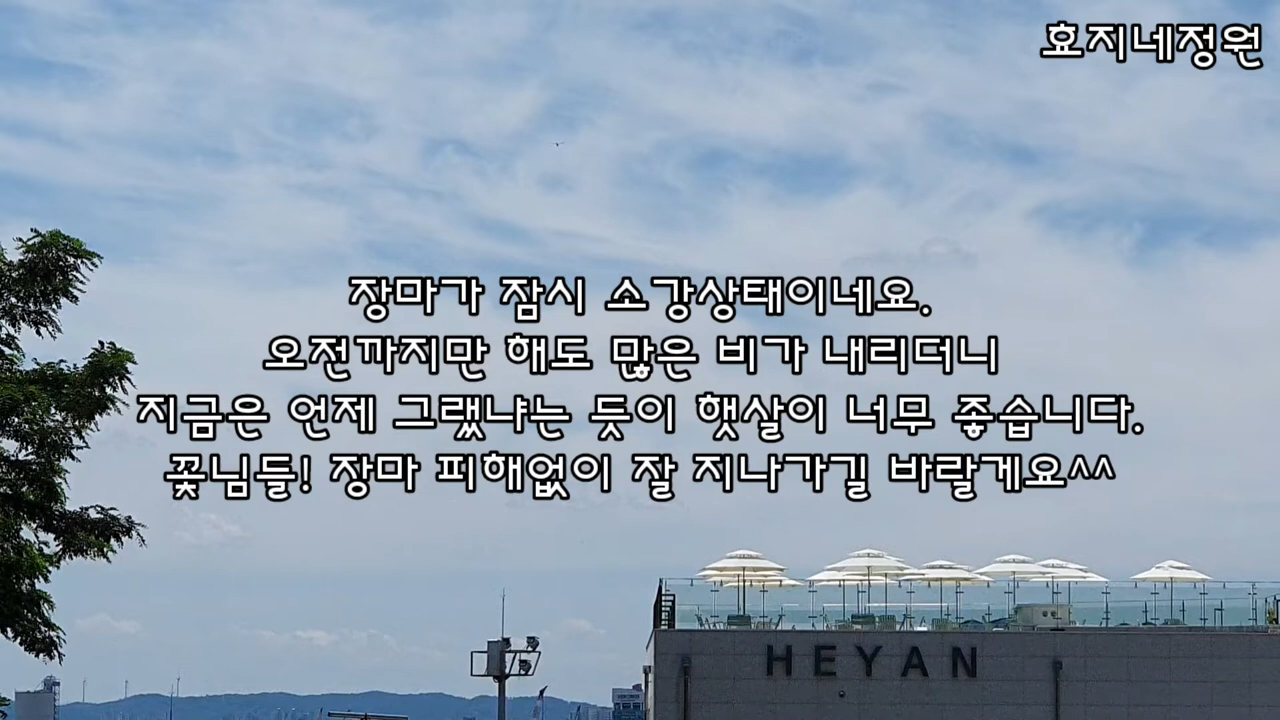 효지네정원
장마가 잠시 소강상태이네요.
오전까지만 해도 많은 비가 내리더니
지금은 언제 그랬냐는 듯이 햇살이 너무 좋습니다.
꽃님들! 장마 피해없이 잘 지나가길 바랄게요^^
HEYAN